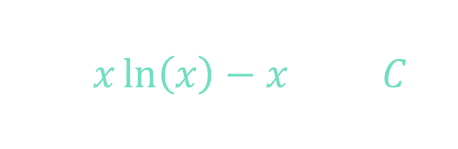 x ln(x) − x C